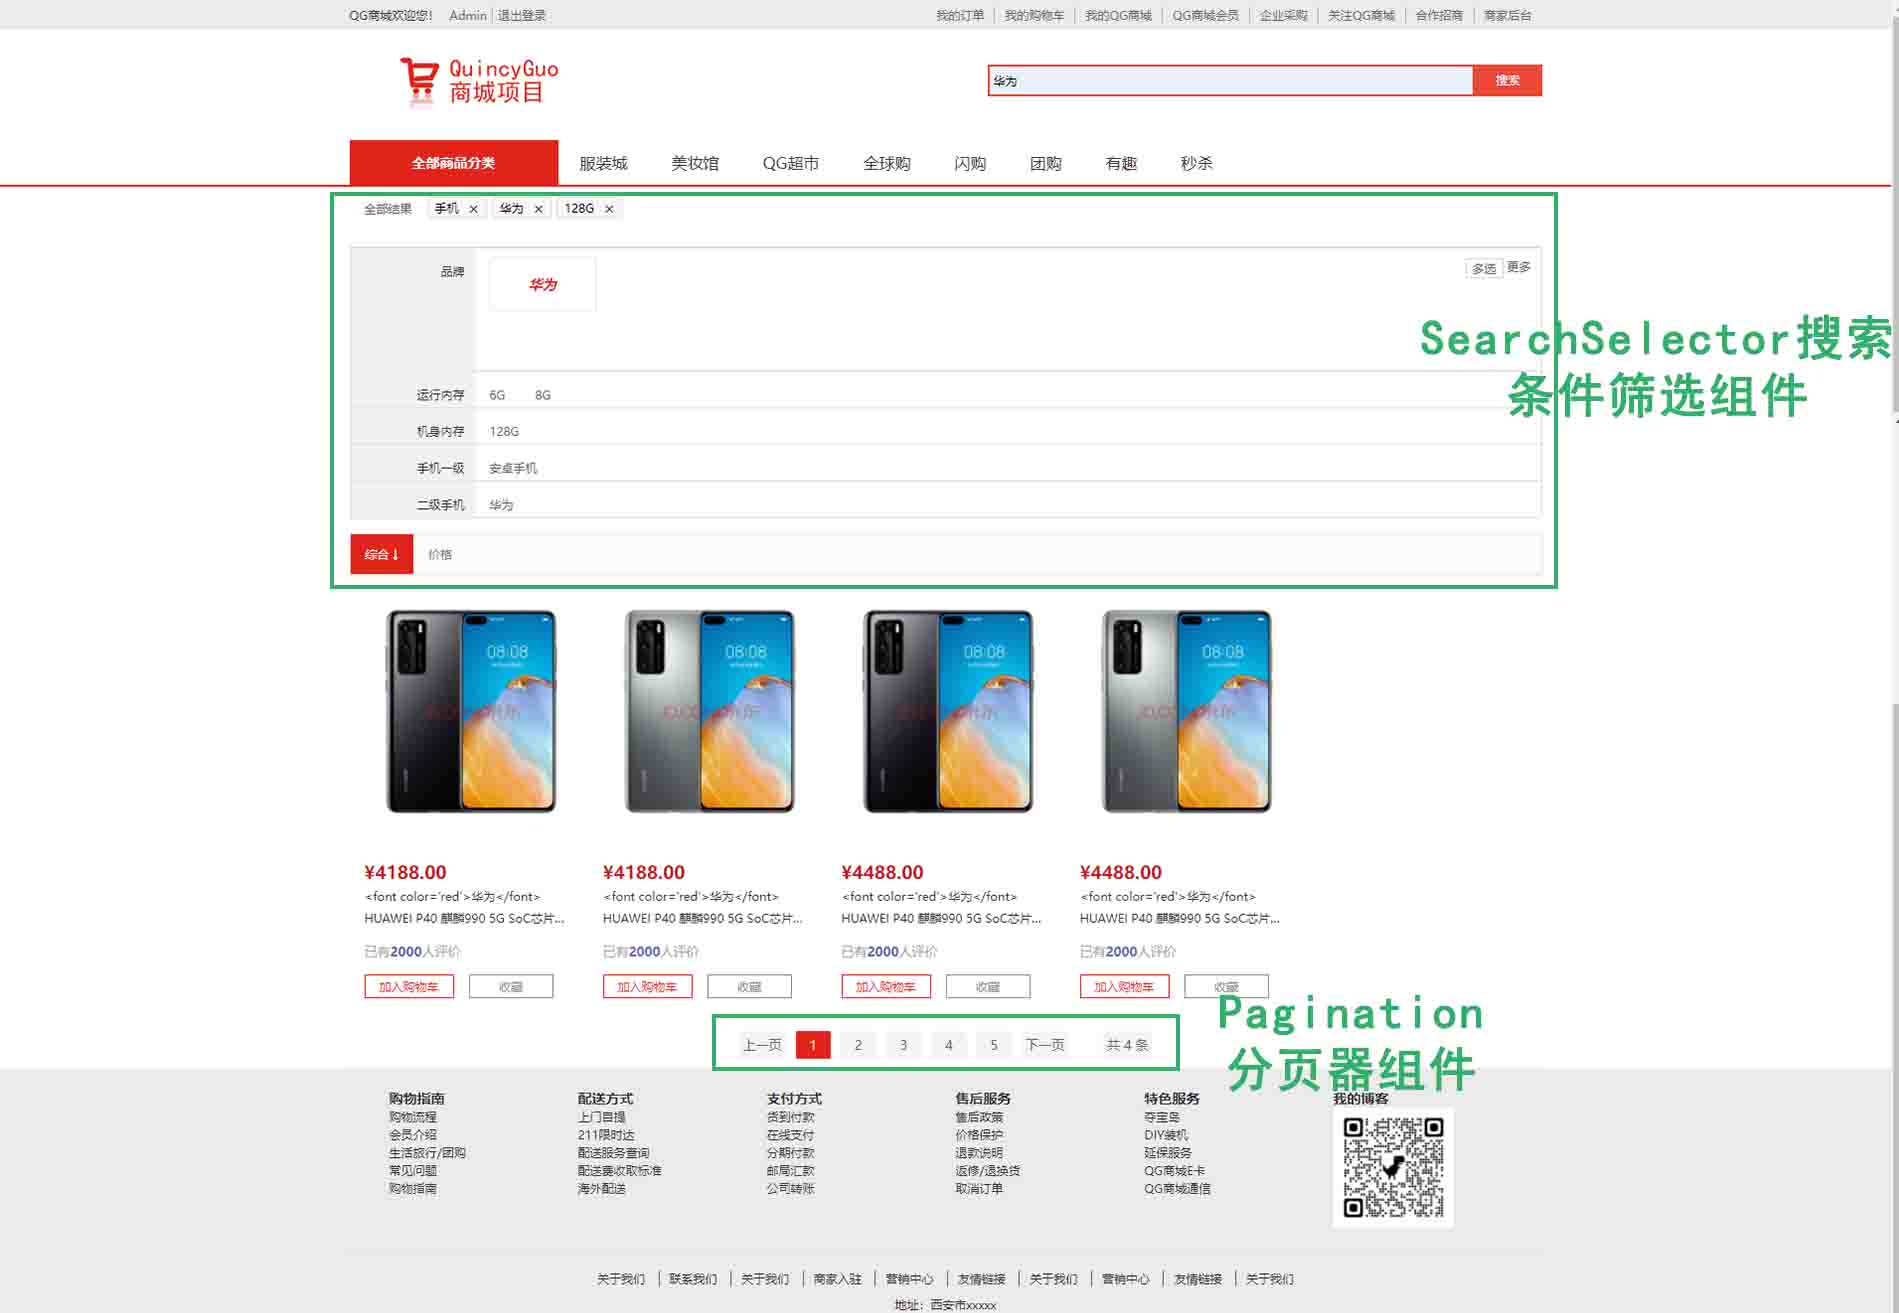 QG商城欢迎您! Admin 退出登录 我的订单 我的购物车 我的QG商城 QG商城会员 企业采购 关注QG商城 合作招商 商家后台
QuincyGuo
商城项目
华为 搜索
全部商品分类 服装城 美妆馆 QG超市 全球购 闪购 团购 有趣 秒杀
全部结果 手机 × 华为 × 128G ×
品牌 华为 多选 更多
SearchSelector搜索
条件筛选组件
运行内存 6G 8G
机身内存 128G
手机一级 安卓手机
二级手机 华为
综合↓ 价格
08:08 08:08 08:08 08:08
¥4188.00 ¥4188.00 ¥4488.00 ¥4488.00
<font color='red'>华为</font> <font color='red'>华为</font> <font color='red'>华为</font> <font color='red'>华为</font>
HUAWEI P40 麒麟990 5G SoC芯片... HUAWEI P40 麒麟990 5G SoC芯片... HUAWEI P40 麒麟990 5G SoC芯片... HUAWEI P40 麒麟990 5G SoC芯片...
已有2000人评价 已有2000人评价 已有2000人评价 已有2000人评价
加入购物车 收藏 加入购物车 收藏 加入购物车 收藏 加入购物车 收藏
Pagination
分页器组件
上一页 1 2 3 4 5 下一页 共 4 条
购物指南 配送方式 支付方式 售后服务 特色服务 我的博客
购物流程 上门自提 货到付款 售后政策 夺宝岛
会员介绍 211限时达 在线支付 价格保护 DIY装机
生活旅行/团购 配送服务查询 分期付款 退款说明 延保服务
常见问题 配送费收取标准 邮局汇款 返修/退换货 QG商城E卡
购物指南 海外配送 公司转账 取消订单 QG商城通信
关于我们 联系我们 关于我们 商家入驻 营销中心 友情链接 关于我们 营销中心 友情链接 关于我们
地址：西安市xxxxx